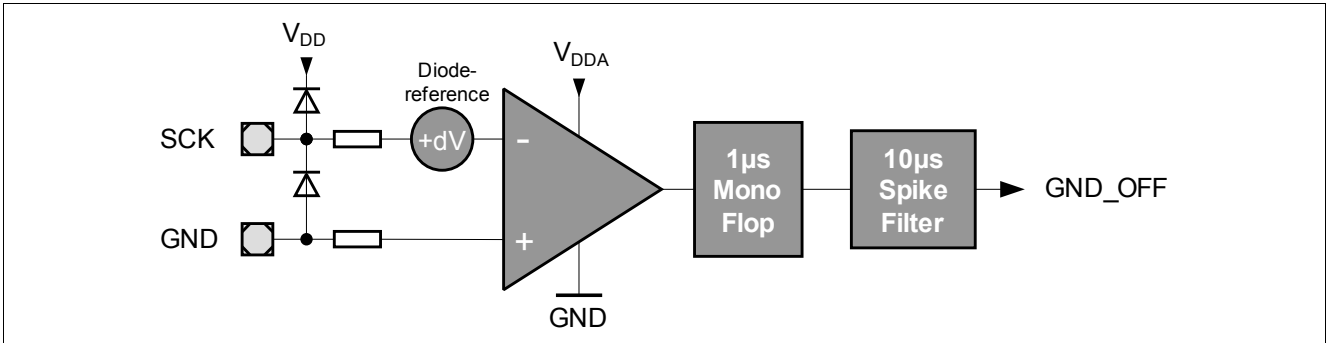 V_DD
V_DDA
Diode-
reference
SCK
+dV
-
1µs
Mono
Flop
10µs
Spike
Filter
GND_OFF
GND
+
GND